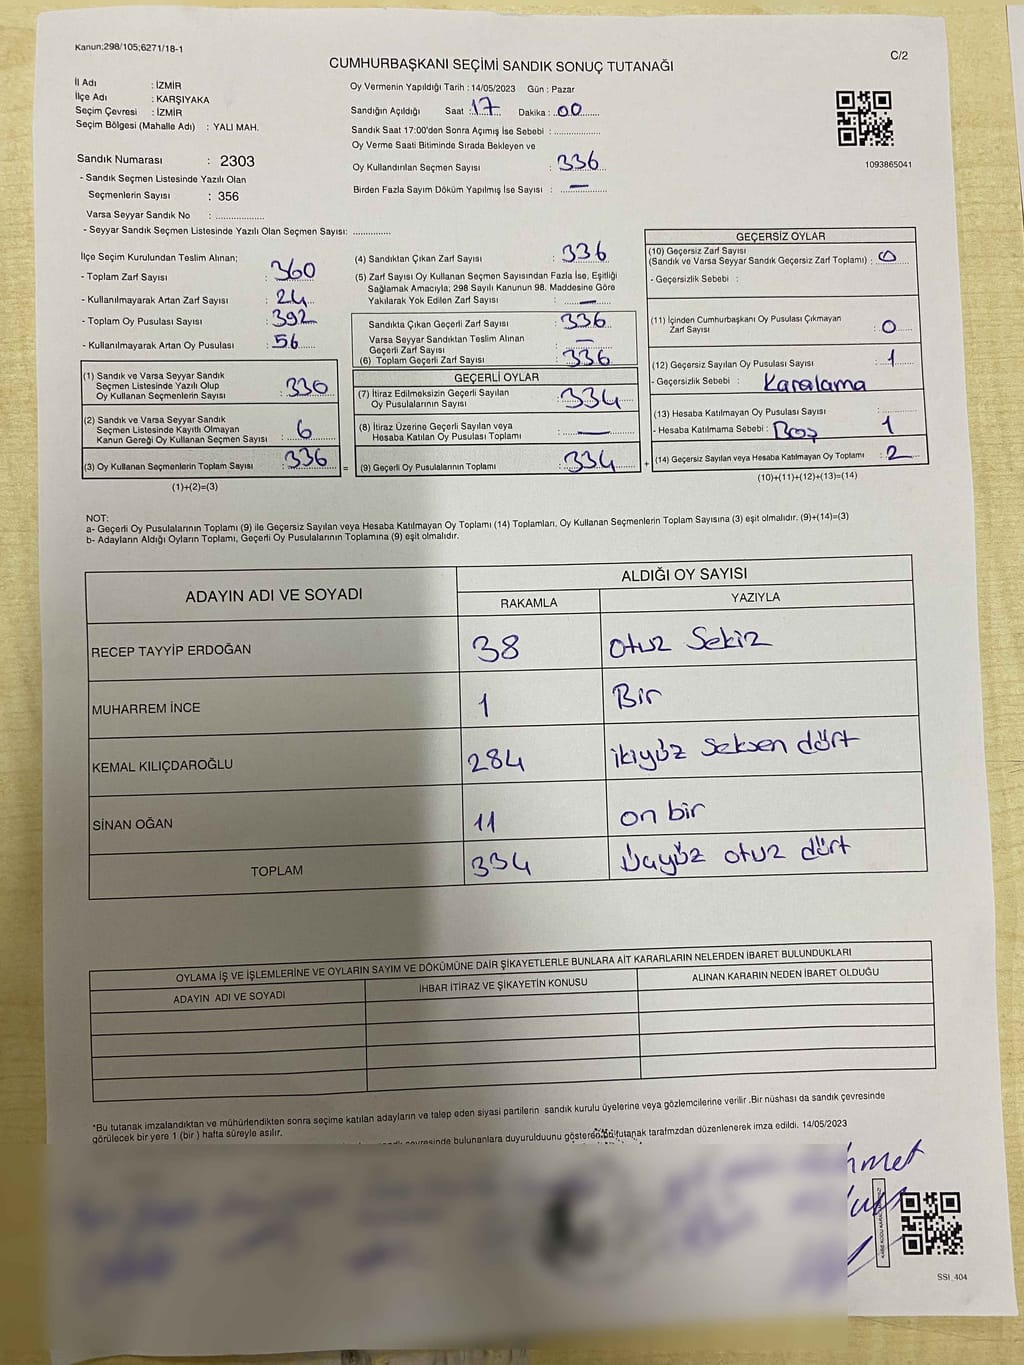 Kanun;298/105;6271/18-1
C/2
CUMHURBAŞKANI SEÇİMİ SANDIK SONUÇ TUTANAĞI
İl Adı : İZMİR
İlçe Adı : KARŞIYAKA
Seçim Çevresi : İZMİR
Seçim Bölgesi (Mahalle Adı) : YALI MAH.
Sandık Numarası : 2303
- Sandık Seçmen Listesinde Yazılı Olan
Seçmenlerin Sayısı : 356
Varsa Seyyar Sandık No : ..................
- Seyyar Sandık Seçmen Listesinde Yazılı Olan Seçmen Sayısı: ..............
Oy Vermenin Yapıldığı Tarih : 14/05/2023 Gün : Pazar
Sandığın Açıldığı Saat : 17 Dakika : 00
Sandık Saat 17:00'den Sonra Açımış İse Sebebi : ..................
Oy Verme Saati Bitiminde Sırada Bekleyen ve
Oy Kullandırılan Seçmen Sayısı : 336
Birden Fazla Sayım Döküm Yapılmış İse Sayısı : —
1093865041
İlçe Seçim Kurulundan Teslim Alınan;
- Toplam Zarf Sayısı : 360
- Kullanılmayarak Artan Zarf Sayısı : 24
- Toplam Oy Pusulası Sayısı : 392
- Kullanılmayarak Artan Oy Pusulası : 56
(1) Sandık ve Varsa Seyyar Sandık
Seçmen Listesinde Yazılı Olup
Oy Kullanan Seçmenlerin Sayısı : 330
(2) Sandık ve Varsa Seyyar Sandık
Seçmen Listesinde Kayıtlı Olmayan
Kanun Gereği Oy Kullanan Seçmen Sayısı : 6
(3) Oy Kullanan Seçmenlerin Toplam Sayısı : 336
(1)+(2)=(3)
(4) Sandıktan Çıkan Zarf Sayısı : 336
(5) Zarf Sayısı Oy Kullanan Seçmen Sayısından Fazla İse, Eşitliği
Sağlamak Amacıyla; 298 Sayılı Kanunun 98. Maddesine Göre
Yakılarak Yok Edilen Zarf Sayısı : —
Sandıkta Çıkan Geçerli Zarf Sayısı : 336
Varsa Seyyar Sandıktan Teslim Alınan
Geçerli Zarf Sayısı : —
(6) Toplam Geçerli Zarf Sayısı : 336
GEÇERLİ OYLAR
(7) İtiraz Edilmeksizin Geçerli Sayılan
Oy Pusulalarının Sayısı : 334
(8) İtiraz Üzerine Geçerli Sayılan veya
Hesaba Katılan Oy Pusulası Toplamı : —
= (9) Geçerli Oy Pusulalarının Toplamı : 334 +
GEÇERSİZ OYLAR
(10) Geçersiz Zarf Sayısı
(Sandık ve Varsa Seyyar Sandık Geçersiz Zarf Toplamı) : 0
- Geçersizlik Sebebi :
(11) İçinden Cumhurbaşkanı Oy Pusulası Çıkmayan
Zarf Sayısı : 0
(12) Geçersiz Sayılan Oy Pusulası Sayısı : 1
- Geçersizlik Sebebi : Karalama
(13) Hesaba Katılmayan Oy Pusulası Sayısı
- Hesaba Katılmama Sebebi : Boş 1
(14) Geçersiz Sayılan veya Hesaba Katılmayan Oy Toplamı : 2
(10)+(11)+(12)+(13)=(14)
NOT:
a- Geçerli Oy Pusulalarının Toplamı (9) ile Geçersiz Sayılan veya Hesaba Katılmayan Oy Toplamı (14) Toplamları, Oy Kullanan Seçmenlerin Toplam Sayısına (3) eşit olmalıdır. (9)+(14)=(3)
b- Adayların Aldığı Oyların Toplamı, Geçerli Oy Pusulalarının Toplamına (9) eşit olmalıdır.
ADAYIN ADI VE SOYADI
ALDIĞI OY SAYISI
RAKAMLA YAZIYLA
RECEP TAYYİP ERDOĞAN 38 Otuz Sekiz
MUHARREM İNCE 1 Bir
KEMAL KILIÇDAROĞLU 284 ikiyüz Seksen dört
SİNAN OĞAN 11 on bir
TOPLAM 334 Üçyüz otuz dört
OYLAMA İŞ VE İŞLEMLERİNE VE OYLARIN SAYIM VE DÖKÜMÜNE DAİR ŞİKAYETLERLE BUNLARA AİT KARARLARIN NELERDEN İBARET BULUNDUKLARI
ADAYIN ADI VE SOYADI İHBAR İTİRAZ VE ŞİKAYETİN KONUSU ALINAN KARARIN NEDEN İBARET OLDUĞU
*Bu tutanak imzalandıktan ve mühürlendikten sonra seçime katılan adayların ve talep eden siyasi partilerin sandık kurulu üyelerine veya gözlemcilerine verilir .Bir nüshası da sandık çevresinde
görülecek bir yere 1 (bir ) hafta süreyle asılır.
bulunanlara duyurulduunu gösteren bu tutanak tarafmzdan düzenlenerek imza edildi. 14/05/2023
hmet
SSI_404